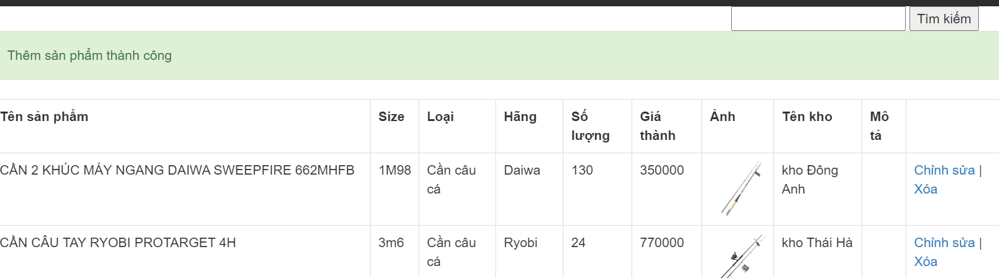 Tìm kiếm
Thêm sản phẩm thành công
Tên sản phẩm Size Loại Hãng Số lượng Giá thành Ảnh Tên kho Mô tả
CẦN 2 KHÚC MÁY NGANG DAIWA SWEEPFIRE 662MHFB 1M98 Cần câu cá Daiwa 130 350000 kho Đông Anh Chỉnh sửa | Xóa
CẦN CÂU TAY RYOBI PROTARGET 4H 3m6 Cần câu cá Ryobi 24 770000 kho Thái Hà Chỉnh sửa | Xóa